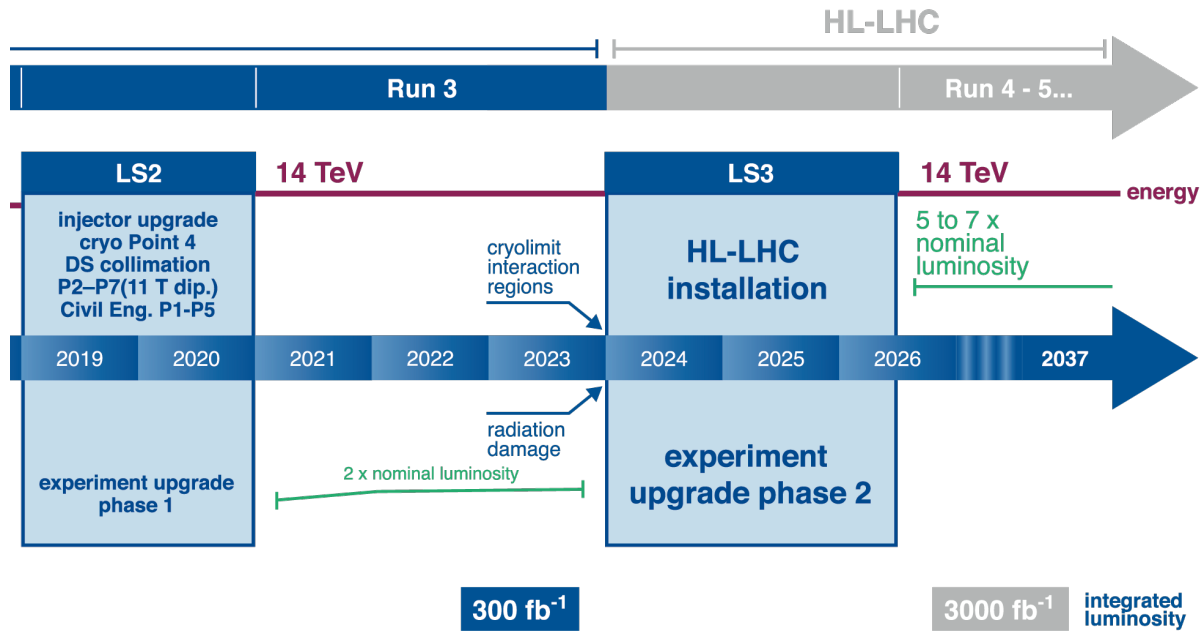 HL-LHC
Run 3
Run 4 - 5...
LS2
14 TeV
LS3
14 TeV
energy
injector upgrade
cryo Point 4
DS collimation
P2–P7(11 T dip.)
Civil Eng. P1-P5
cryolimit
interaction
regions
HL-LHC
installation
5 to 7 x
nominal
luminosity
2019
2020
2021
2022
2023
2024
2025
2026
2037
radiation
damage
experiment upgrade
phase 1
2 x nominal luminosity
experiment
upgrade phase 2
300 fb-1
3000 fb-1
integrated
luminosity